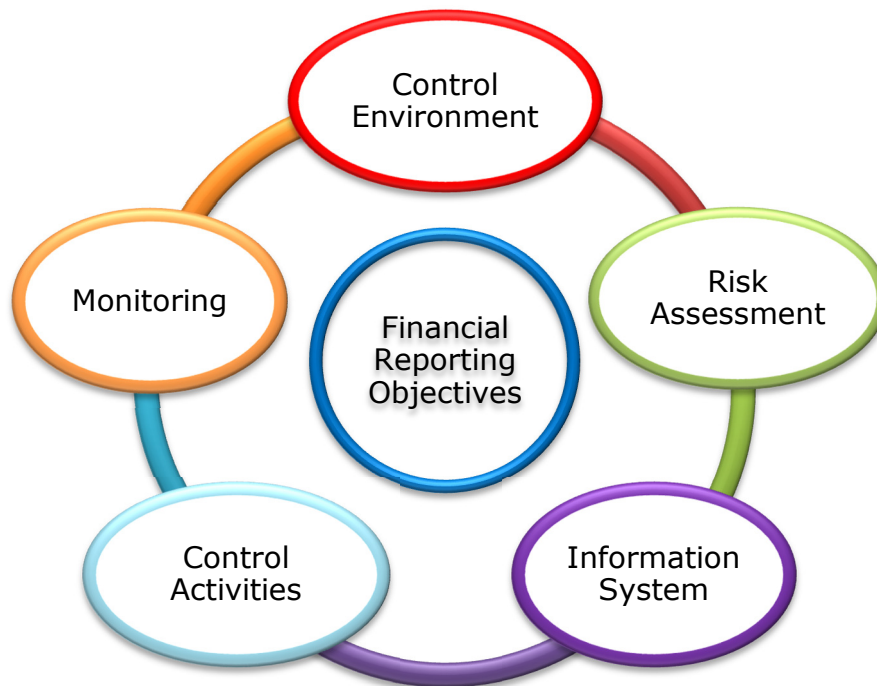 Control
Environment
Risk
Assessment
Information
System
Control
Activities
Monitoring
Financial
Reporting
Objectives